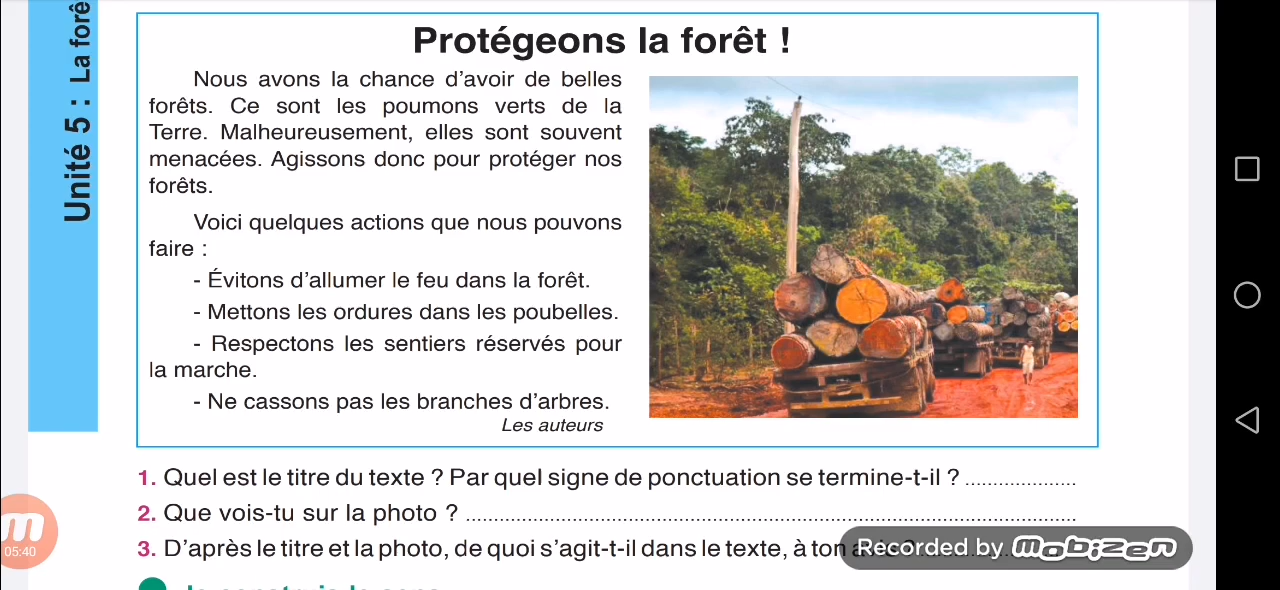 Unité 5 : La forê
Protégeons la forêt !
Nous avons la chance d'avoir de belles
forêts. Ce sont les poumons verts de la
Terre. Malheureusement, elles sont souvent
menacées. Agissons donc pour protéger nos
forêts.
Voici quelques actions que nous pouvons
faire :
- Évitons d'allumer le feu dans la forêt.
- Mettons les ordures dans les poubelles.
- Respectons les sentiers réservés pour
la marche.
- Ne cassons pas les branches d'arbres.
Les auteurs
1. Quel est le titre du texte ? Par quel signe de ponctuation se termine-t-il ? ....................
2. Que vois-tu sur la photo ? ....................
3. D'après le titre et la photo, de quoi s'agit-t-il dans le texte, à ton
Recorded by Mobizen
05:40